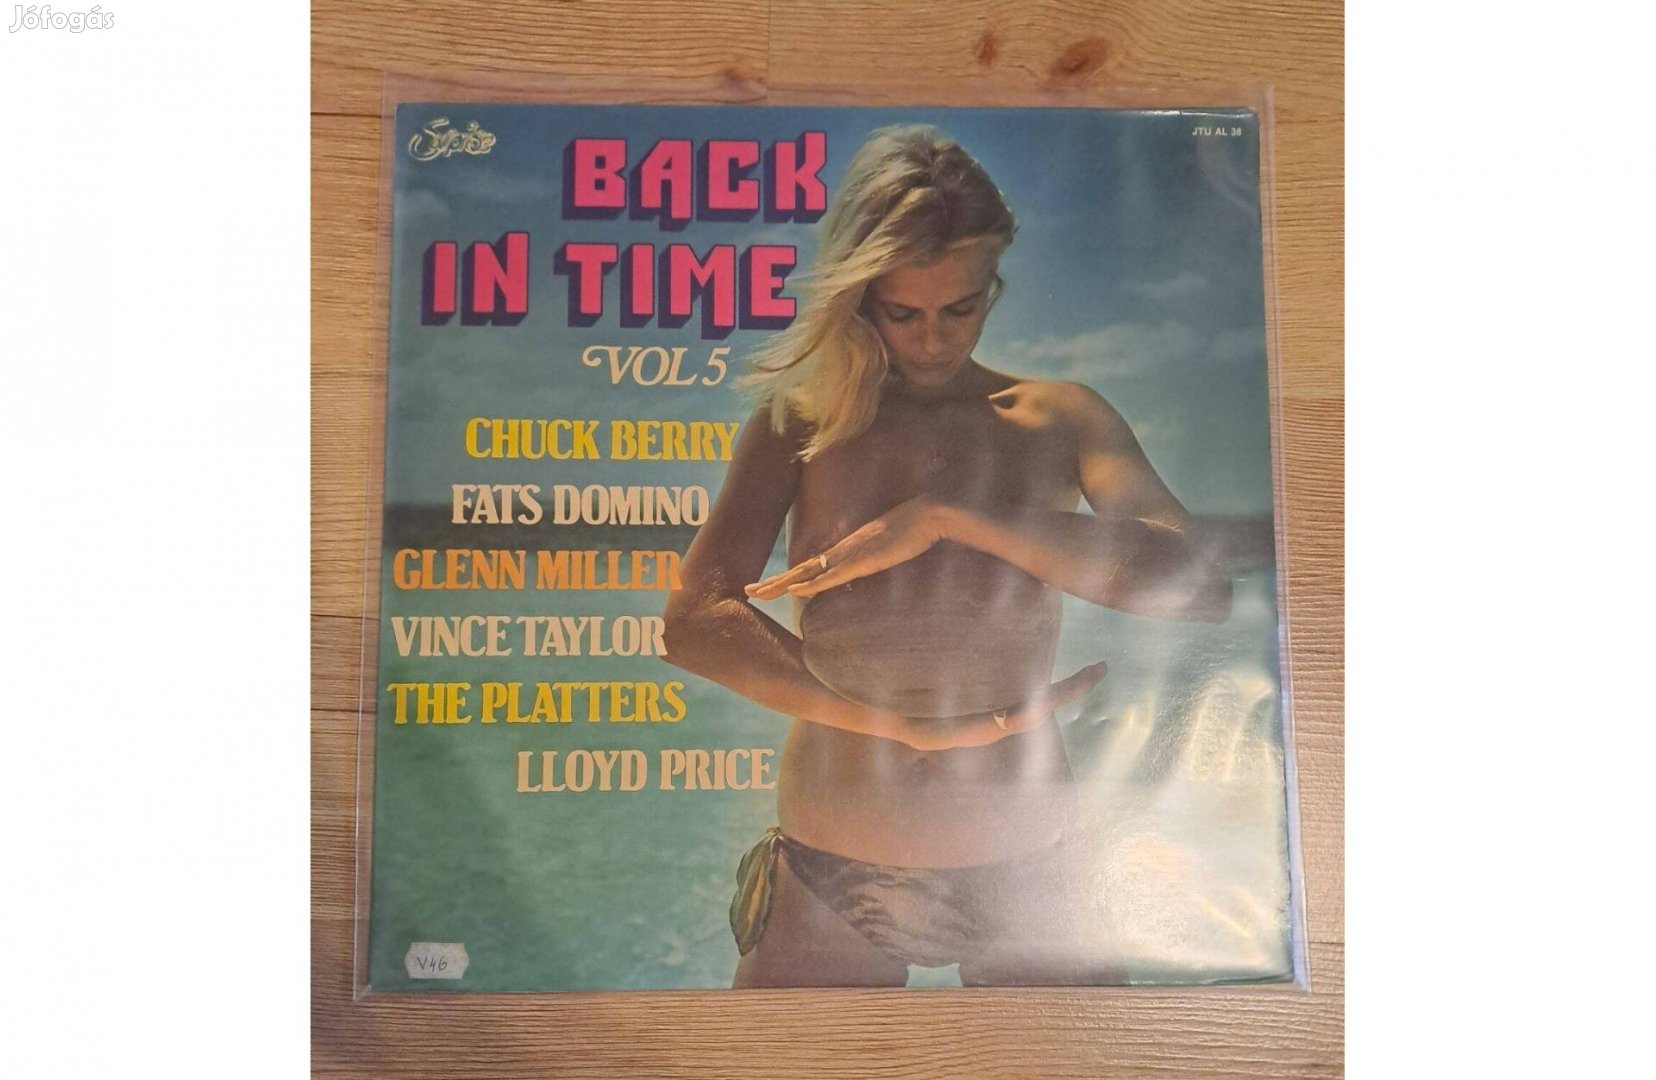 Jófogás
Surprise
JTU AL 38
BACK
IN TIME
VOL 5
CHUCK BERRY
FATS DOMINO
GLENN MILLER
VINCE TAYLOR
THE PLATTERS
LLOYD PRICE
V46